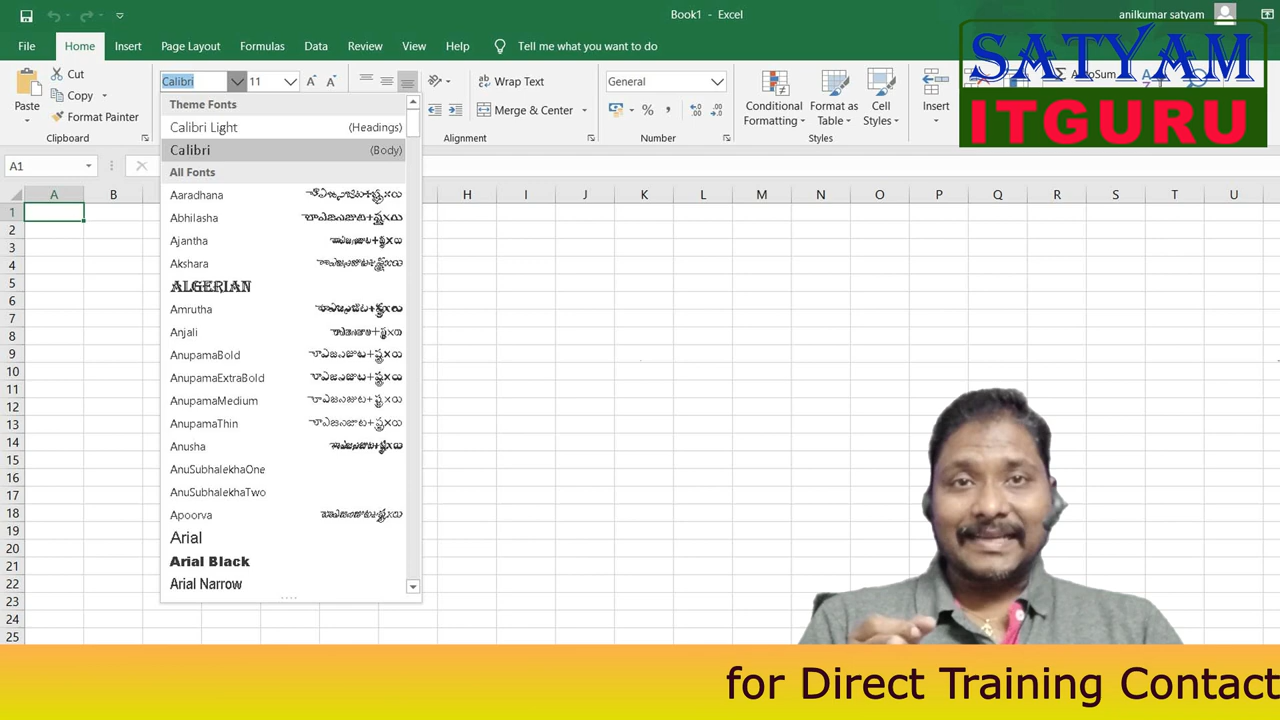 Book1 - Excel
anilkumar satyam
File Home Insert Page Layout Formulas Data Review View Help Tell me what you want to do
SATYAM
ITGURU
Paste
Cut
Copy
Format Painter
Clipboard
Calibri 11
Wrap Text
Merge & Center
Alignment
General
%
Number
Conditional Formatting
Format as Table
Cell Styles
Styles
Insert
AutoSum
A1
Theme Fonts
Calibri Light (Headings)
Calibri (Body)
All Fonts
Aaradhana
Abhilasha
Ajantha
Akshara
ALGERIAN
Amrutha
Anjali
AnupamaBold
AnupamaExtraBold
AnupamaMedium
AnupamaThin
Anusha
AnuSubhalekhaOne
AnuSubhalekhaTwo
Apoorva
Arial
Arial Black
Arial Narrow
A B H I J K L M N O P Q R S T U
1
2
3
4
5
6
7
8
9
10
11
12
13
14
15
16
17
18
19
20
21
22
23
24
25
for Direct Training Contact